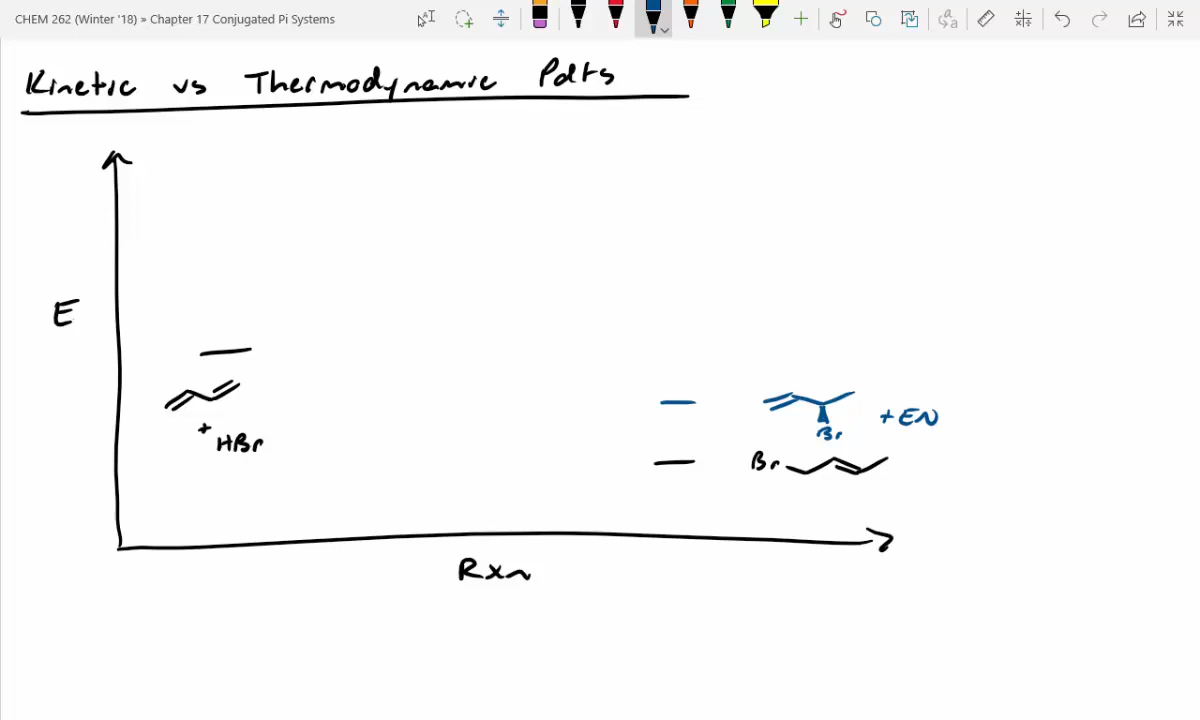 CHEM 262 (Winter '18) » Chapter 17 Conjugated Pi Systems
Kinetic vs Thermodynamic Pdts
E
+ HBr
Br
+ EN
Br
Rxn